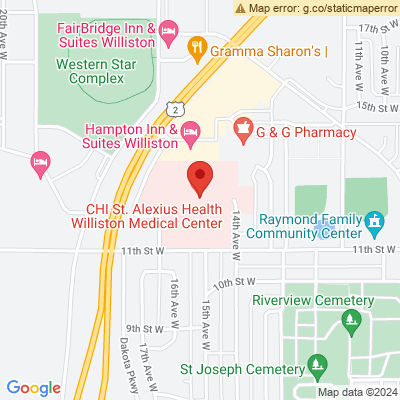 Map error: g.co/staticmaperror
20th Ave W
FairBridge Inn &
Suites Williston
17th St W
Gramma Sharon's |
Western Star
Complex
11th Ave W
10th Ave W
15th St W
2
Hampton Inn &
Suites Williston
G & G Pharmacy
CHI St. Alexius Health
Williston Medical Center
14th Ave W
Raymond Family
Community Center
11th St W
11th St W
10th St W
16th Ave W
15th Ave W
Riverview Cemetery
9th St W
17th Ave W
Dakota Pkwy
St Joseph Cemetery
Google
Map data ©2024